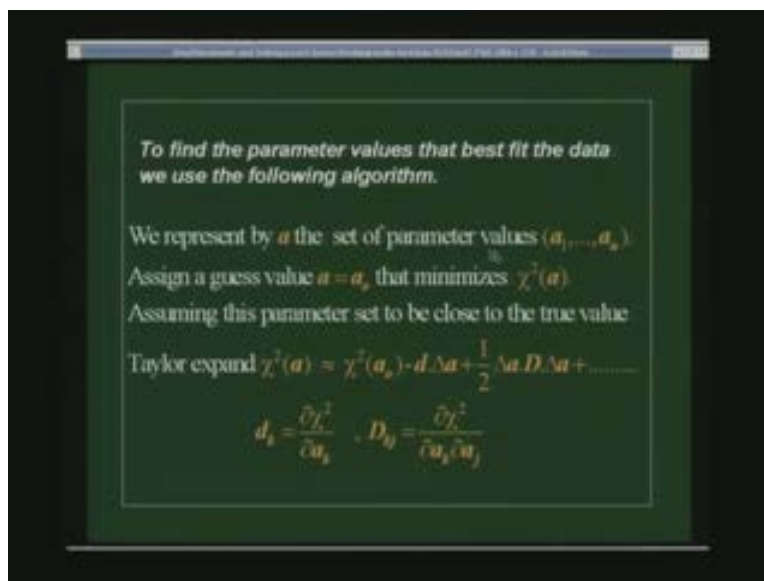 To find the parameter values that best fit the data
we use the following algorithm.
We represent by a the set of parameter values (a₁,...,aₙ).
Assign a guess value a = aₒ that minimizes χ²(a)
Assuming this parameter set to be close to the true value
Taylor expand χ²(a) ≈ χ²(aₒ) - d.Δa + 1/2 Δa.D.Δa + .........
dₖ = ∂χ²/∂aₖ , Dₖⱼ = ∂χ²/∂aₖ∂aⱼ